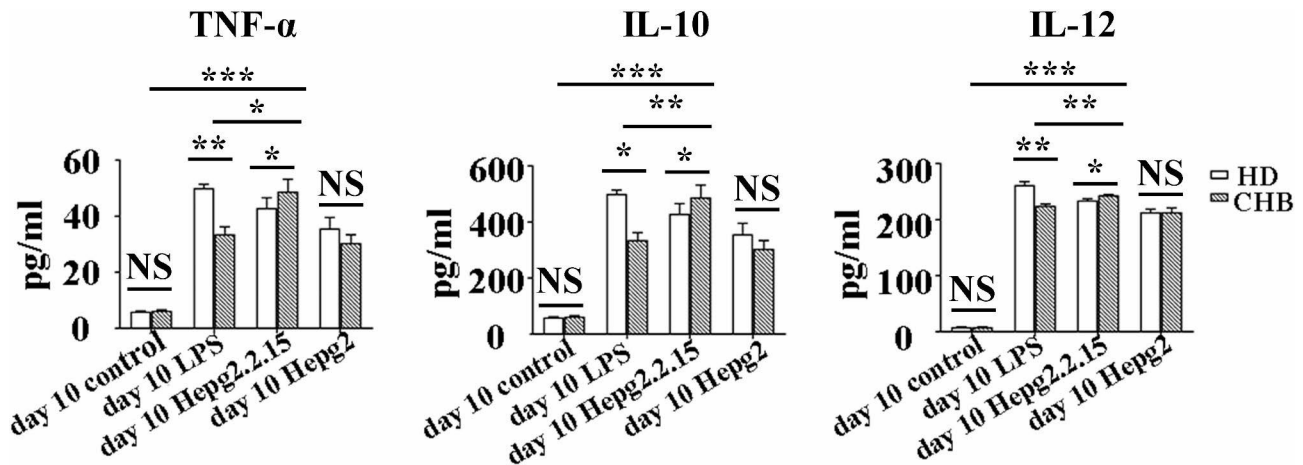 TNF-α
***
*
**
*
NS
NS
60
40
20
0
pg/ml
day 10 control
day 10 LPS
day 10 Hepg2.2.15
day 10 Hepg2
IL-10
***
**
*
*
NS
NS
600
400
200
0
pg/ml
day 10 control
day 10 LPS
day 10 Hepg2.2.15
day 10 Hepg2
IL-12
***
**
**
*
NS
NS
300
200
100
0
pg/ml
day 10 control
day 10 LPS
day 10 Hepg2.2.15
day 10 Hepg2
HD
CHB